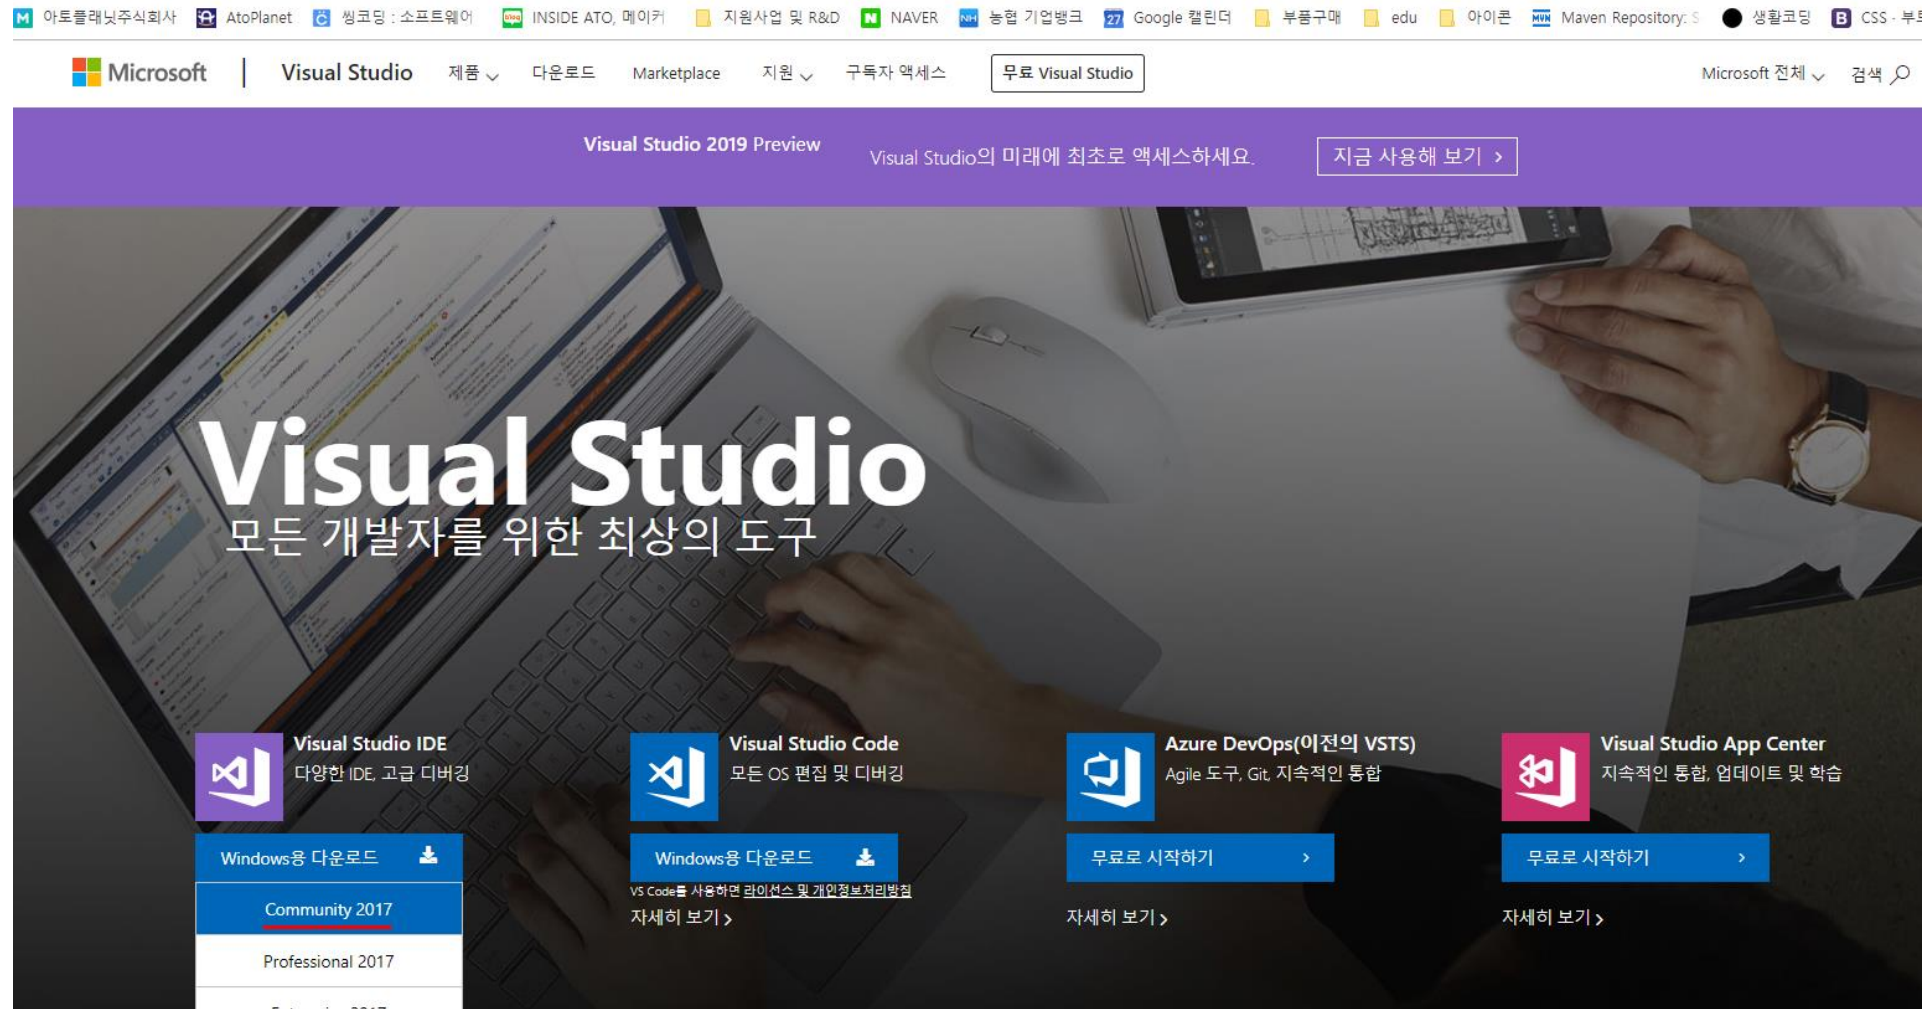 아토플래닛주식회사 AtoPlanet 씽코딩 : 소프트웨어 INSIDE ATO, 메이커 지원사업 및 R&D NAVER 농협 기업뱅크 Google 캘린더 부품구매 edu 아이콘 Maven Repository: S 생활코딩 CSS - 부트
Microsoft Visual Studio 제품 다운로드 Marketplace 지원 구독자 액세스 무료 Visual Studio Microsoft 전체 검색
Visual Studio 2019 Preview Visual Studio의 미래에 최초로 액세스하세요. 지금 사용해 보기
Visual Studio
모든 개발자를 위한 최상의 도구
Visual Studio IDE
다양한 IDE, 고급 디버깅
Windows용 다운로드
Community 2017
Professional 2017
Visual Studio Code
모든 OS 편집 및 디버깅
Windows용 다운로드
VS Code를 사용하면 라이선스 및 개인정보처리방침
자세히 보기
Azure DevOps(이전의 VSTS)
Agile 도구, Git, 지속적인 통합
무료로 시작하기
자세히 보기
Visual Studio App Center
지속적인 통합, 업데이트 및 학습
무료로 시작하기
자세히 보기